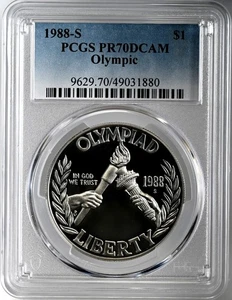 1988-S $1
PCGS PR70DCAM
Olympic
9629.70/49031880
OLYMPIAD
IN GOD
WE TRUST
1988
S
LIBERTY